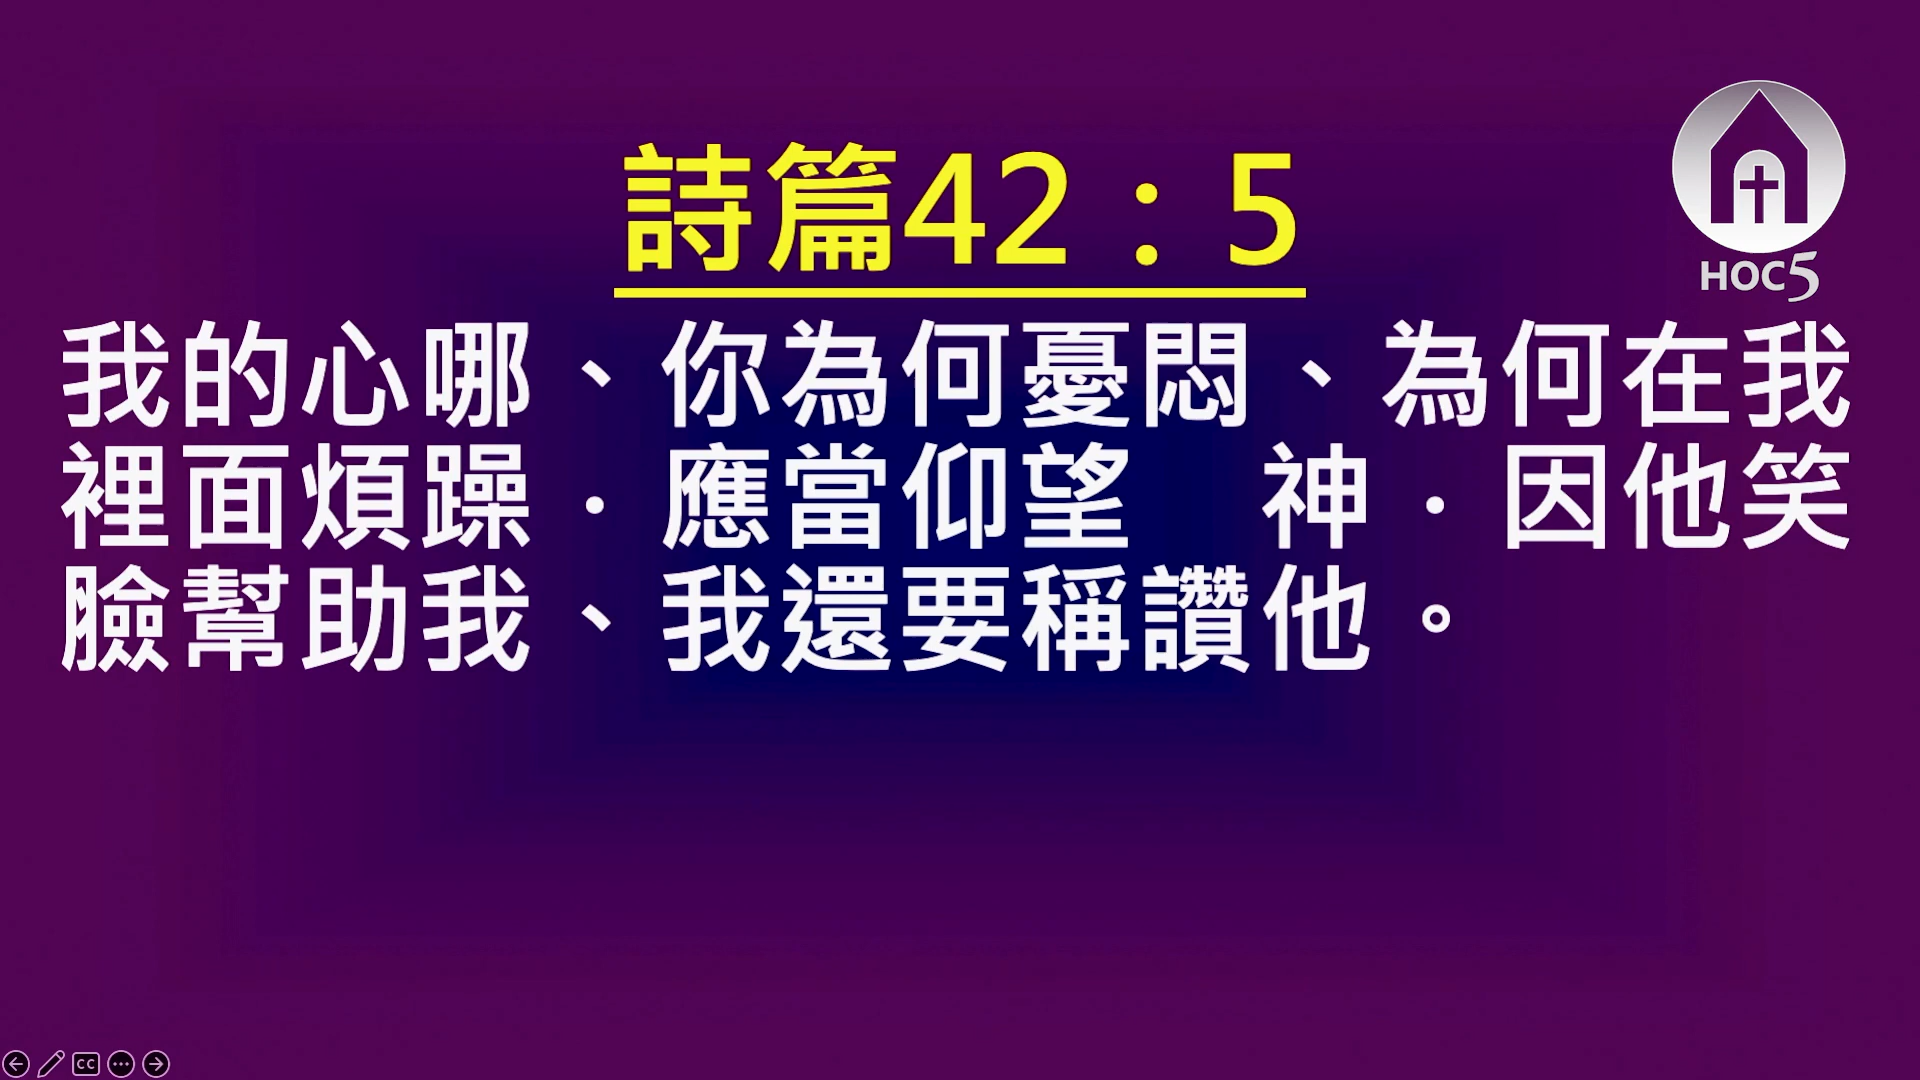 詩篇42：5
HOC5
我的心哪、你為何憂悶、為何在我
裡面煩躁．應當仰望　神．因他笑
臉幫助我、我還要稱讚他。
CC